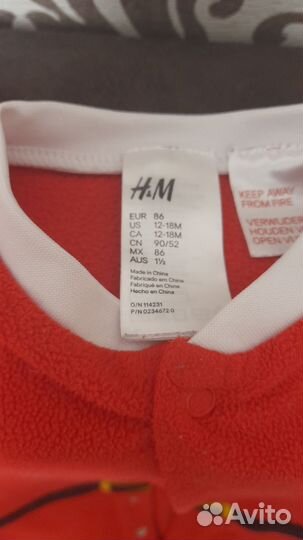 H&M
EUR 86
US 12-18M
CA 12-18M
CN 90/52
MX 86
AUS 1½
Made in China
Fabricado en China
Fabriqué en Chine
Hecho en China
O/N 114231
P/N 0234672 0
KEEP AWAY
FROM FIRE
VERWIJDE
HOUDEN V
OPEN VU
Avito